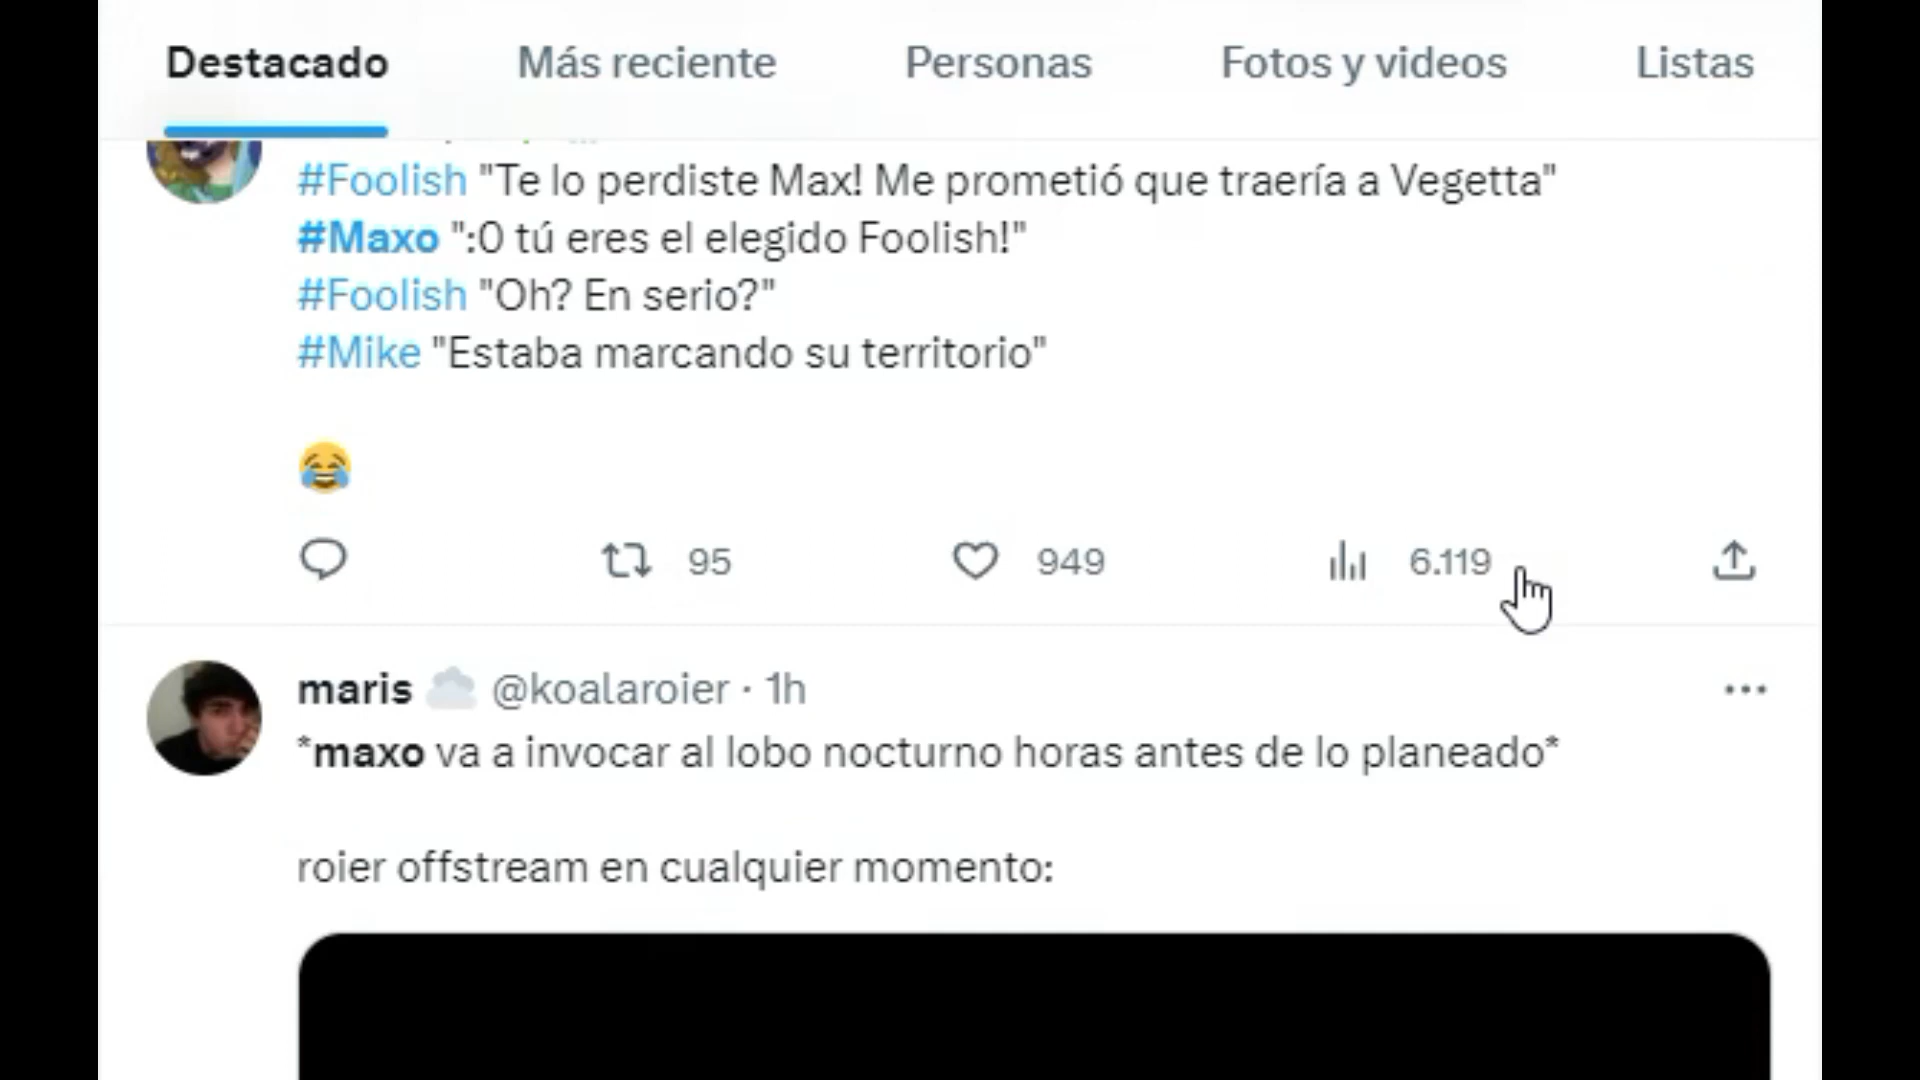 Destacado Más reciente Personas Fotos y videos Listas
#Foolish "Te lo perdiste Max! Me prometió que traería a Vegetta"
#Maxo ":O tú eres el elegido Foolish!"
#Foolish "Oh? En serio?"
#Mike "Estaba marcando su territorio"
😂
95 949 6.119
maris ☁️ @koalaroier · 1h
*maxo va a invocar al lobo nocturno horas antes de lo planeado*
roier offstream en cualquier momento: